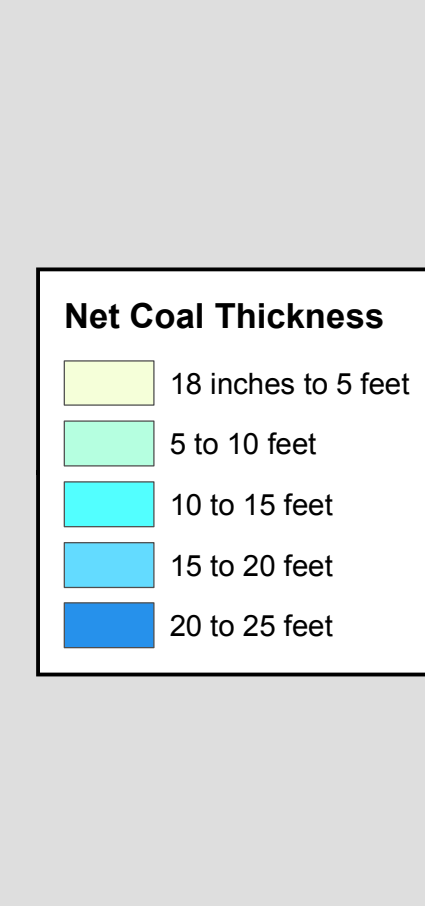 Net Coal Thickness
18 inches to 5 feet
5 to 10 feet
10 to 15 feet
15 to 20 feet
20 to 25 feet